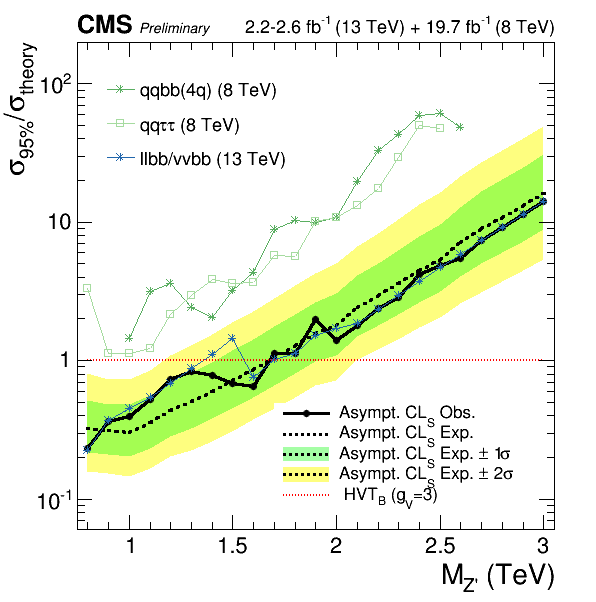 CMS Preliminary 2.2-2.6 fb⁻¹ (13 TeV) + 19.7 fb⁻¹ (8 TeV)
σ95%/σtheory
10²
qqbb(4q) (8 TeV)
qqττ (8 TeV)
llbb/ννbb (13 TeV)
10
1
Asympt. CLS Obs.
Asympt. CLS Exp.
Asympt. CLS Exp. ± 1σ
Asympt. CLS Exp. ± 2σ
HVTB (gV=3)
10⁻¹
1 1.5 2 2.5 3
MZ' (TeV)